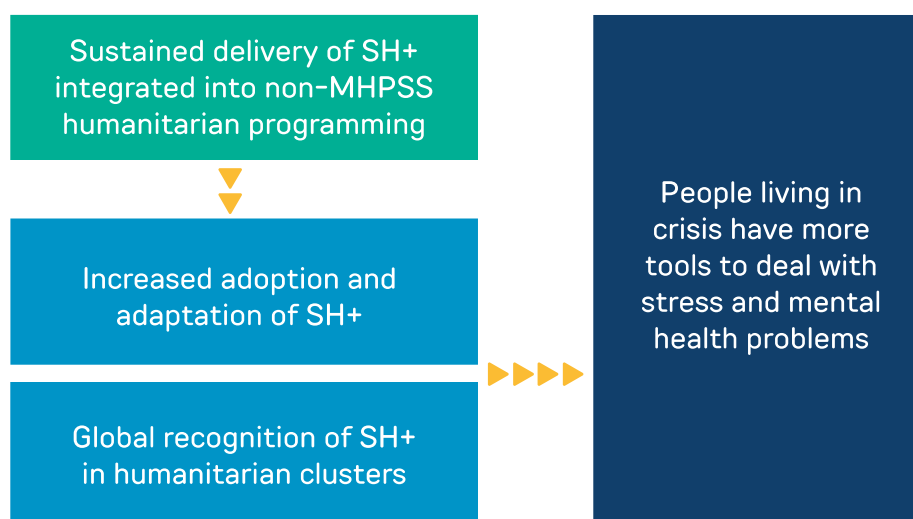 Sustained delivery of SH+
integrated into non-MHPSS
humanitarian programming
Increased adoption and
adaptation of SH+
Global recognition of SH+
in humanitarian clusters
People living in
crisis have more
tools to deal with
stress and mental
health problems